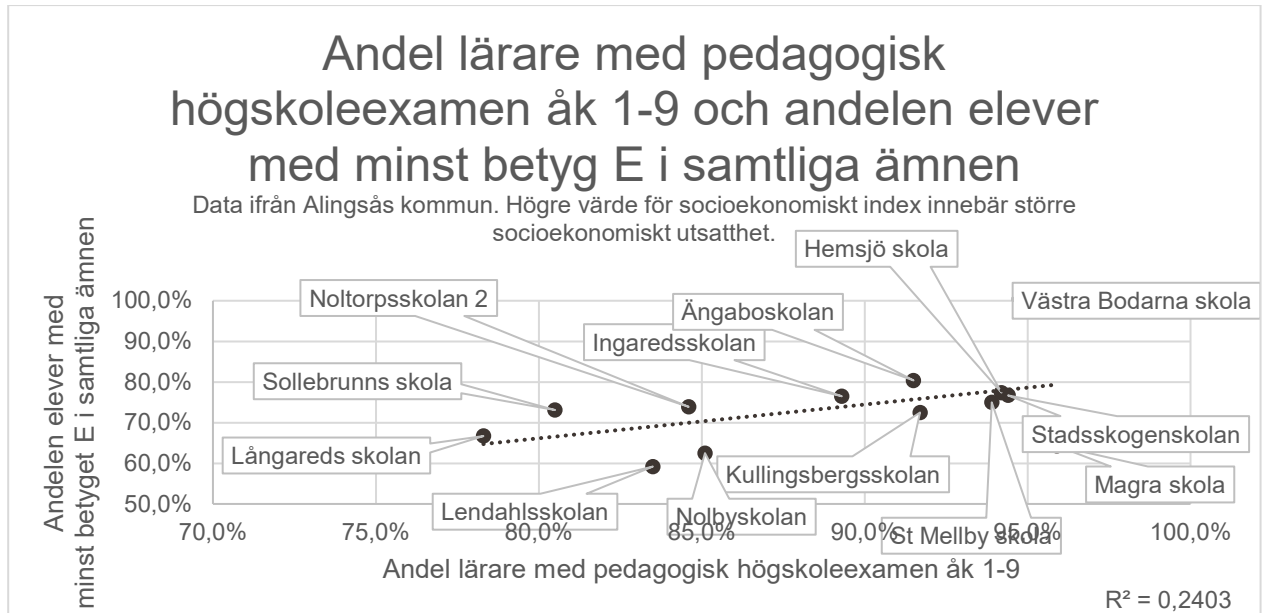 Andel lärare med pedagogisk
högskoleexamen åk 1-9 och andelen elever
med minst betyg E i samtliga ämnen
Data ifrån Alingsås kommun. Högre värde för socioekonomiskt index innebär större
socioekonomiskt utsatthet.
Hemsjö skola
Noltorpsskolan 2
Västra Bodarna skola
Ängaboskolan
Ingaredsskolan
Sollebrunns skola
Långareds skolan
Stadsskogenskolan
Kullingsbergsskolan
Magra skola
Lendahlsskolan
Nolbyskolan
St Mellby skola
Andelen elever med
minst betyget E i samtliga ämnen
100,0%
90,0%
80,0%
70,0%
60,0%
50,0%
70,0%
75,0%
80,0%
85,0%
90,0%
95,0%
100,0%
Andel lärare med pedagogisk högskoleexamen åk 1-9
R² = 0,2403